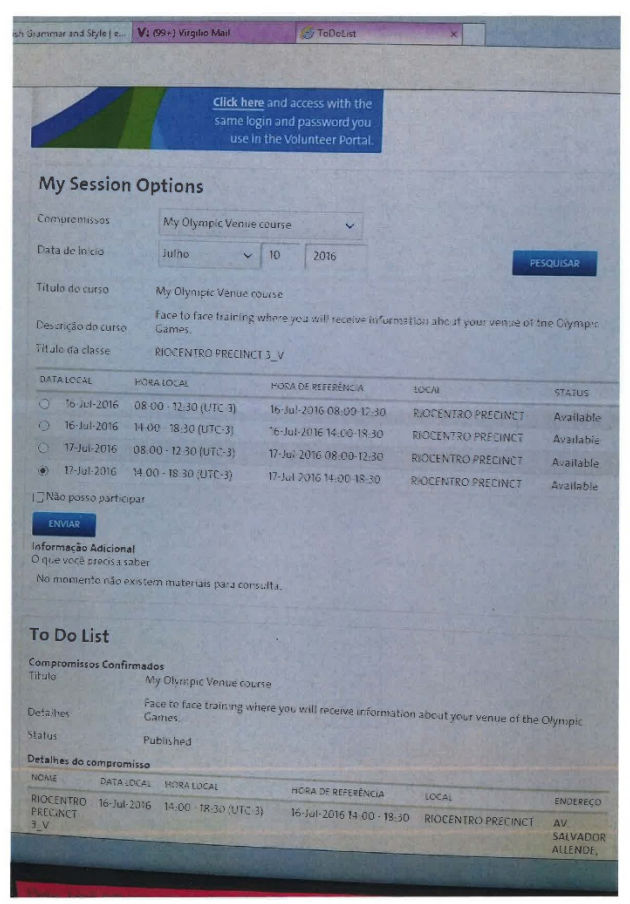 sh Grammar and Style | e...
V: (99+) Virgilio Mail
ToDoList
x
Click here and access with the
same login and password you
use in the Volunteer Portal.
My Session Options
Compromissos My Olympic Venue course
Data de Início Julho 10 2016
PESQUISAR
Título do curso My Olympic Venue course
Descrição do curso Face to face training where you will receive information about your venue of the Olympic
Games.
Título da classe RIOCENTRO PRECINCT 3_V
DATA LOCAL HORA LOCAL HORA DE REFERÊNCIA LOCAL STATUS
16-Jul-2016 08:00 - 12:30 (UTC-3) 16-Jul-2016 08:00-12:30 RIOCENTRO PRECINCT Available
16-Jul-2016 14:00 - 18:30 (UTC-3) 16-Jul-2016 14:00-18:30 RIOCENTRO PRECINCT Available
17-Jul-2016 08:00 - 12:30 (UTC-3) 17-Jul-2016 08:00-12:30 RIOCENTRO PRECINCT Available
17-Jul-2016 14:00 - 18:30 (UTC-3) 17-Jul-2016 14:00-18:30 RIOCENTRO PRECINCT Available
Não posso participar
ENVIAR
Informação Adicional
O que você precisa saber
No momento não existem materiais para consulta.
To Do List
Compromissos Confirmados
Título My Olympic Venue course
Detalhes Face to face training where you will receive information about your venue of the Olympic
Games.
Status Published
Detalhes do compromisso
NOME DATA LOCAL HORA LOCAL HORA DE REFERÊNCIA LOCAL ENDEREÇO
RIOCENTRO 16-Jul-2016 14:00 - 18:30 (UTC-3) 16-Jul-2016 14:00 - 18:30 RIOCENTRO PRECINCT AV.
PRECINCT SALVADOR
3_V ALLENDE,